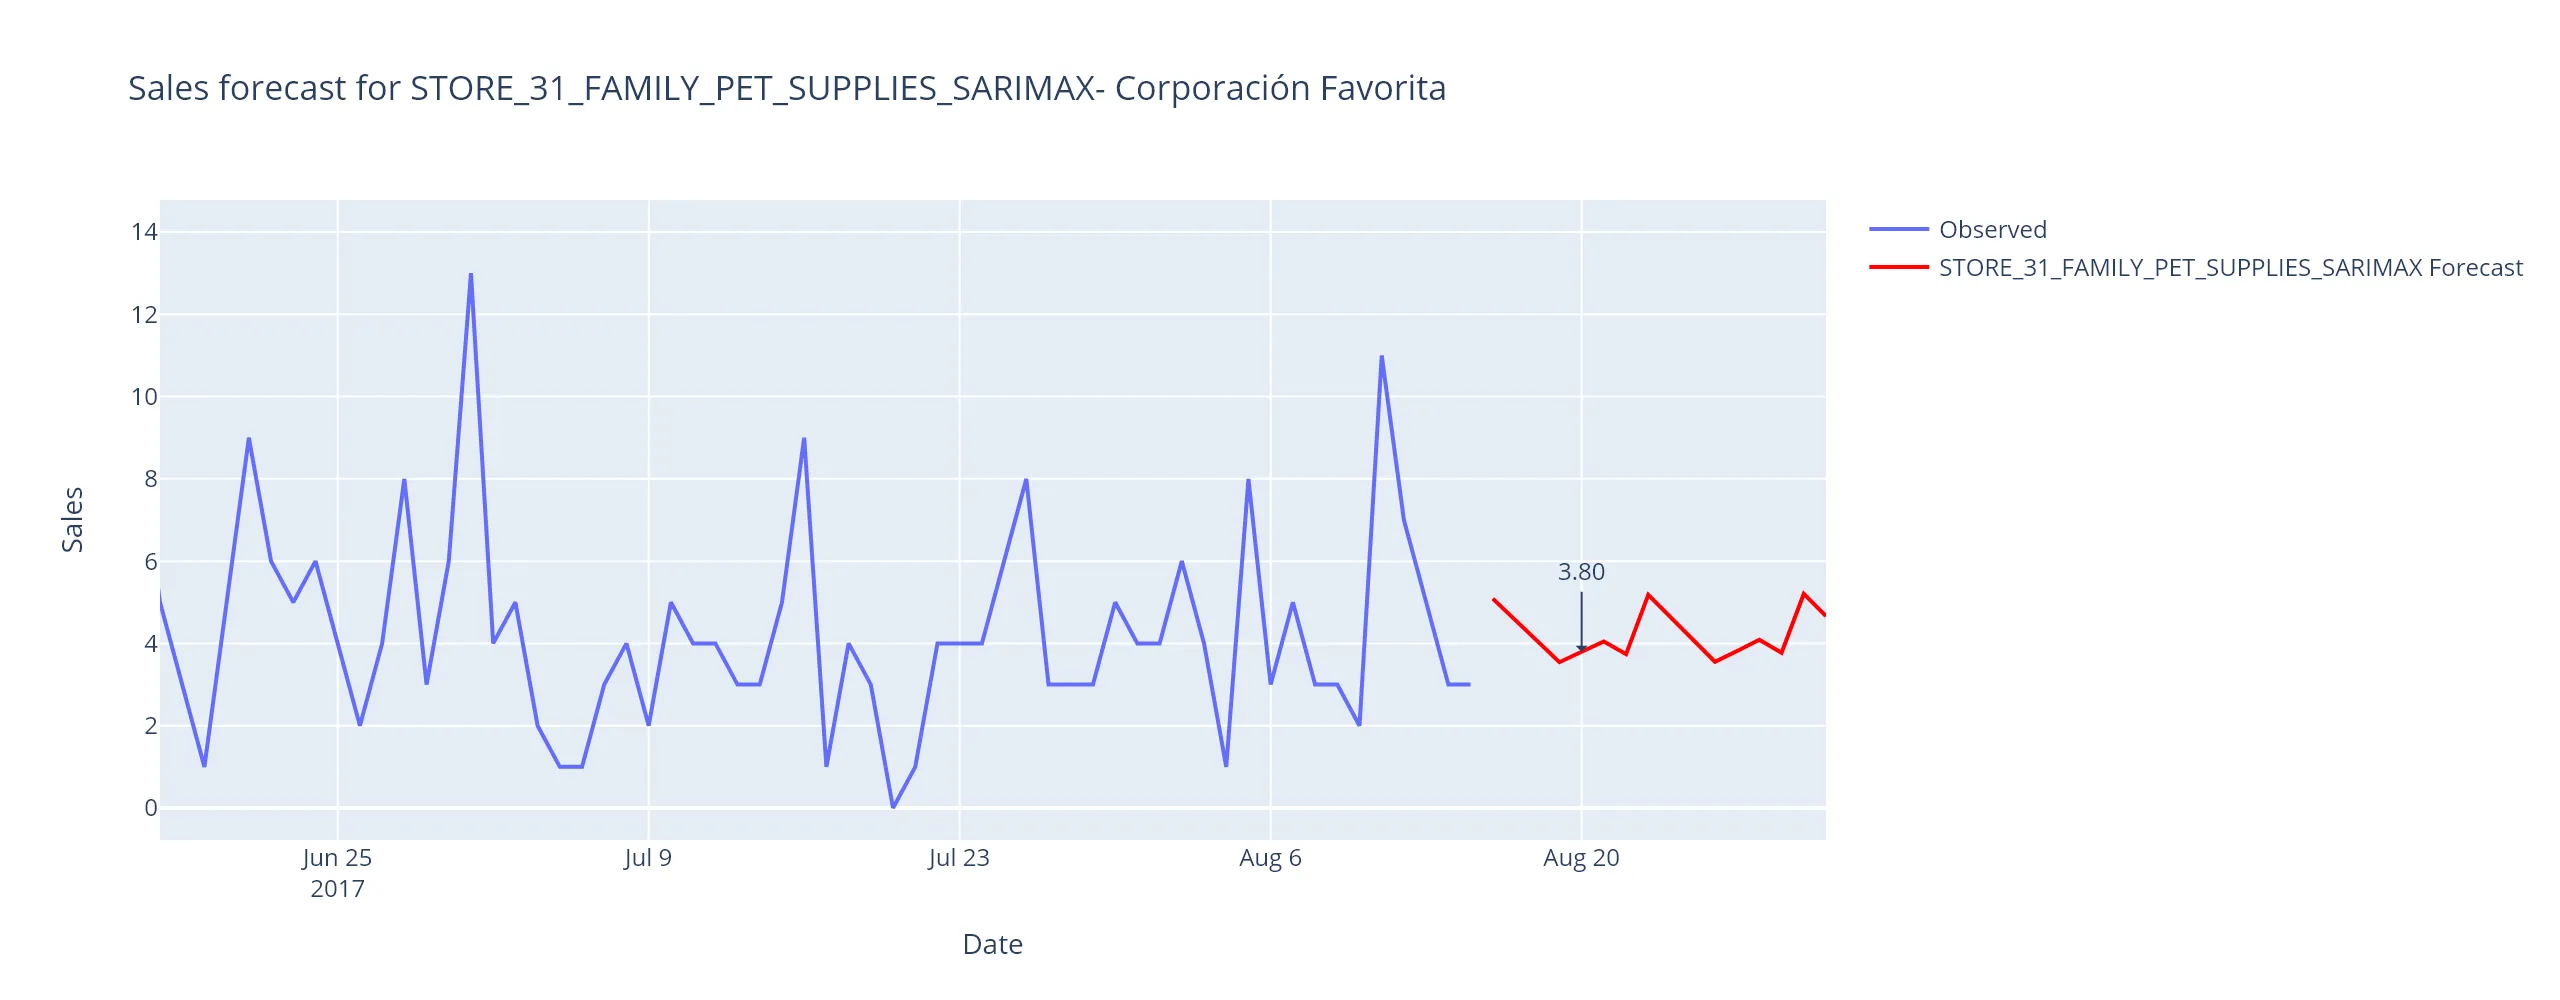 Sales forecast for STORE_31_FAMILY_PET_SUPPLIES_SARIMAX- Corporación Favorita
Observed
STORE_31_FAMILY_PET_SUPPLIES_SARIMAX Forecast
14
12
10
8
6
4
2
0
Sales
3.80
Jun 25
2017
Jul 9
Jul 23
Aug 6
Aug 20
Date